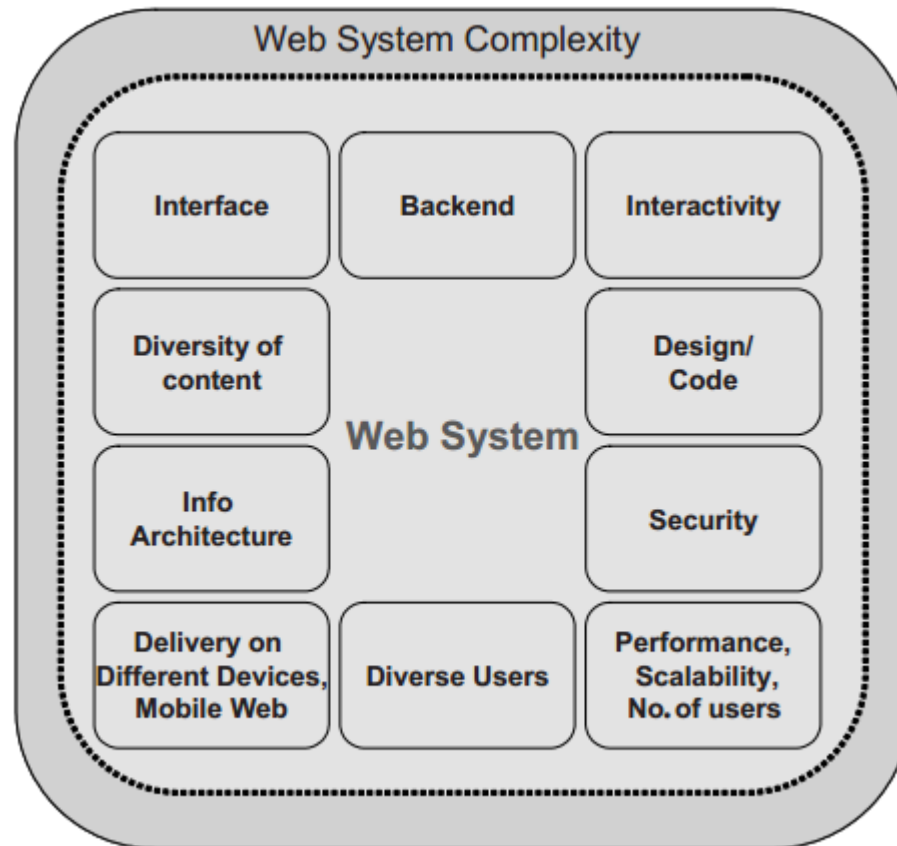 Web System Complexity
Interface
Backend
Interactivity
Diversity of
content
Design/
Code
Web System
Info
Architecture
Security
Delivery on
Different Devices,
Mobile Web
Diverse Users
Performance,
Scalability,
No. of users